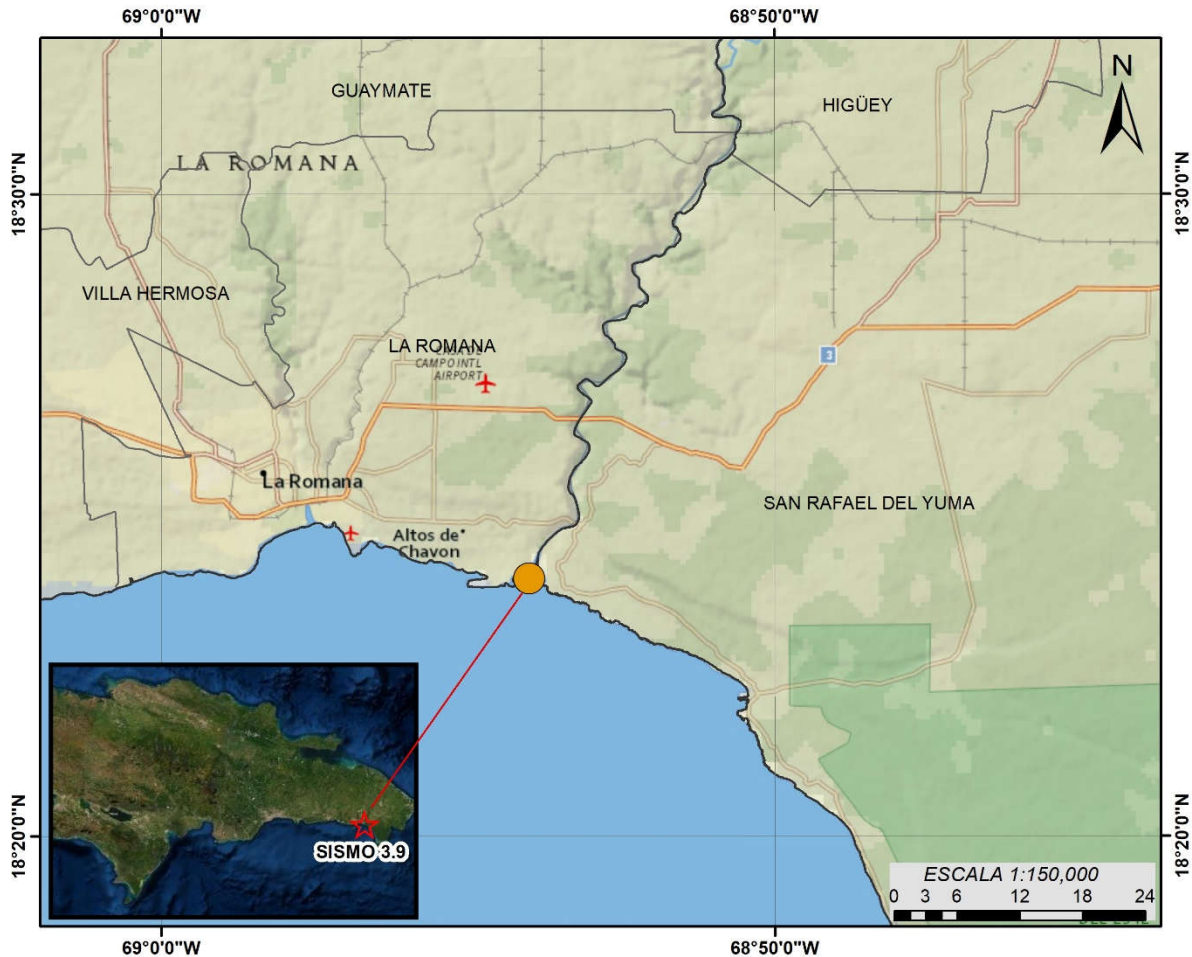 69°0'0"W
68°50'0"W
N
GUAYMATE
HIGÜEY
LA ROMANA
18°30'0"N
18°30'0"N
VILLA HERMOSA
LA ROMANA
CASA DE
CAMPO INTL
AIRPORT
3
La Romana
SAN RAFAEL DEL YUMA
Altos de
Chavon
SISMO 3.9
18°20'0"N
18°20'0"N
ESCALA 1:150,000
0 3 6 12 18 24
69°0'0"W
68°50'0"W